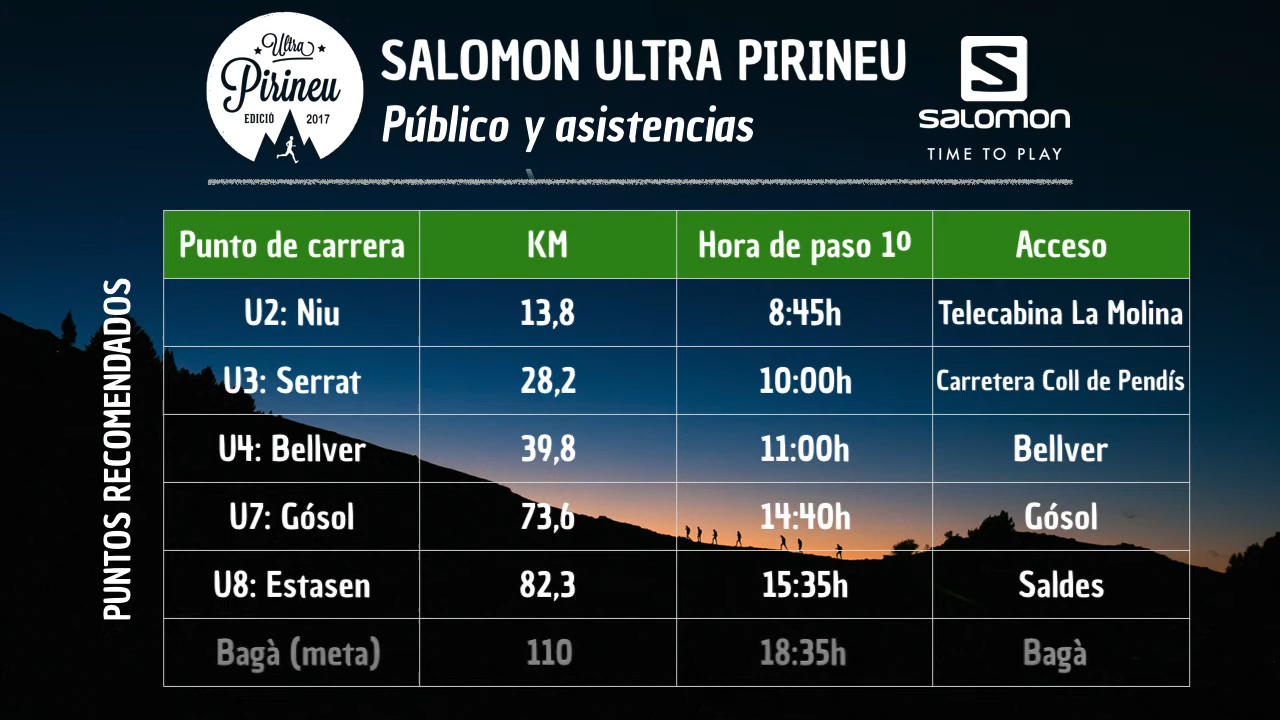 Ultra
Pirineu
EDICIÓ 2017
SALOMON ULTRA PIRINEU
Público y asistencias
SALOMON
TIME TO PLAY
PUNTOS RECOMENDADOS
Punto de carrera KM Hora de paso 1º Acceso
U2: Niu 13,8 8:45h Telecabina La Molina
U3: Serrat 28,2 10:00h Carretera Coll de Pendís
U4: Bellver 39,8 11:00h Bellver
U7: Gósol 73,6 14:40h Gósol
U8: Estasen 82,3 15:35h Saldes
Bagà (meta) 110 18:35h Bagà